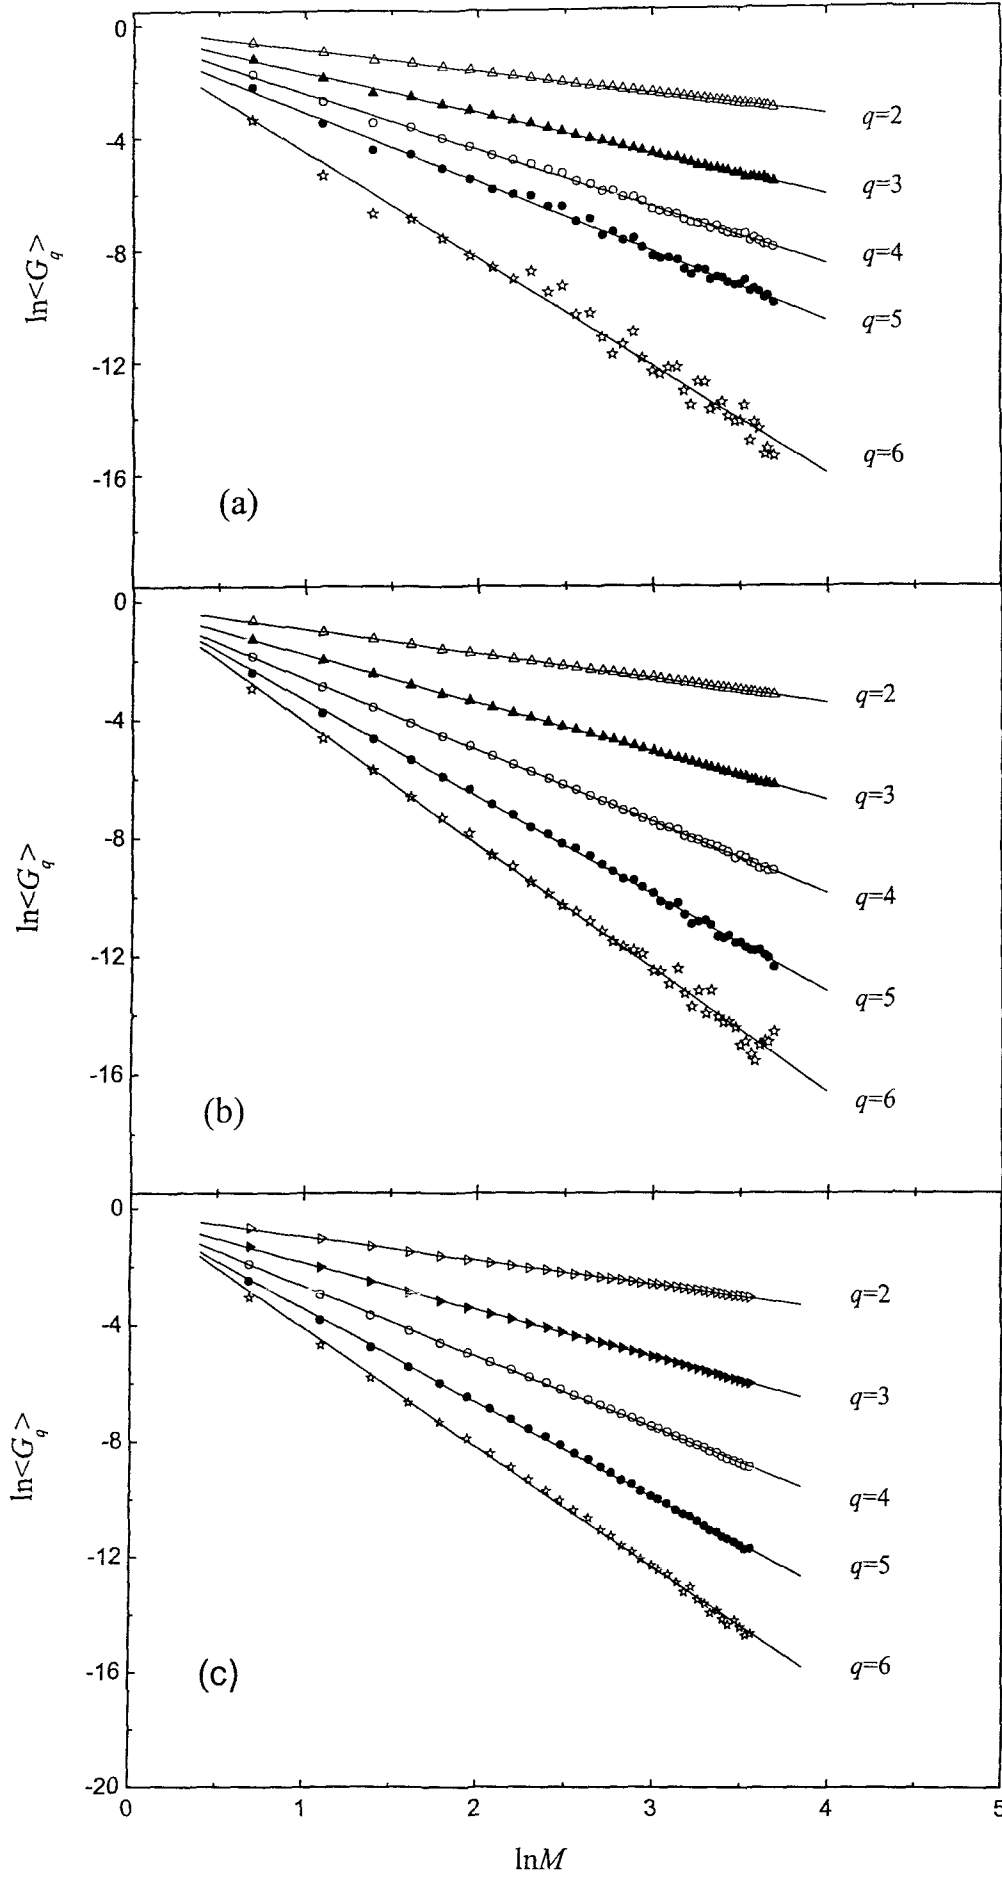 0
-4
-8
-12
-16
ln<G_q>
q=2
q=3
q=4
q=5
q=6
(a)
0
-4
-8
-12
-16
ln<G_q>
q=2
q=3
q=4
q=5
q=6
(b)
0
-4
-8
-12
-16
-20
ln<G_q>
q=2
q=3
q=4
q=5
q=6
(c)
0 1 2 3 4 5
lnM